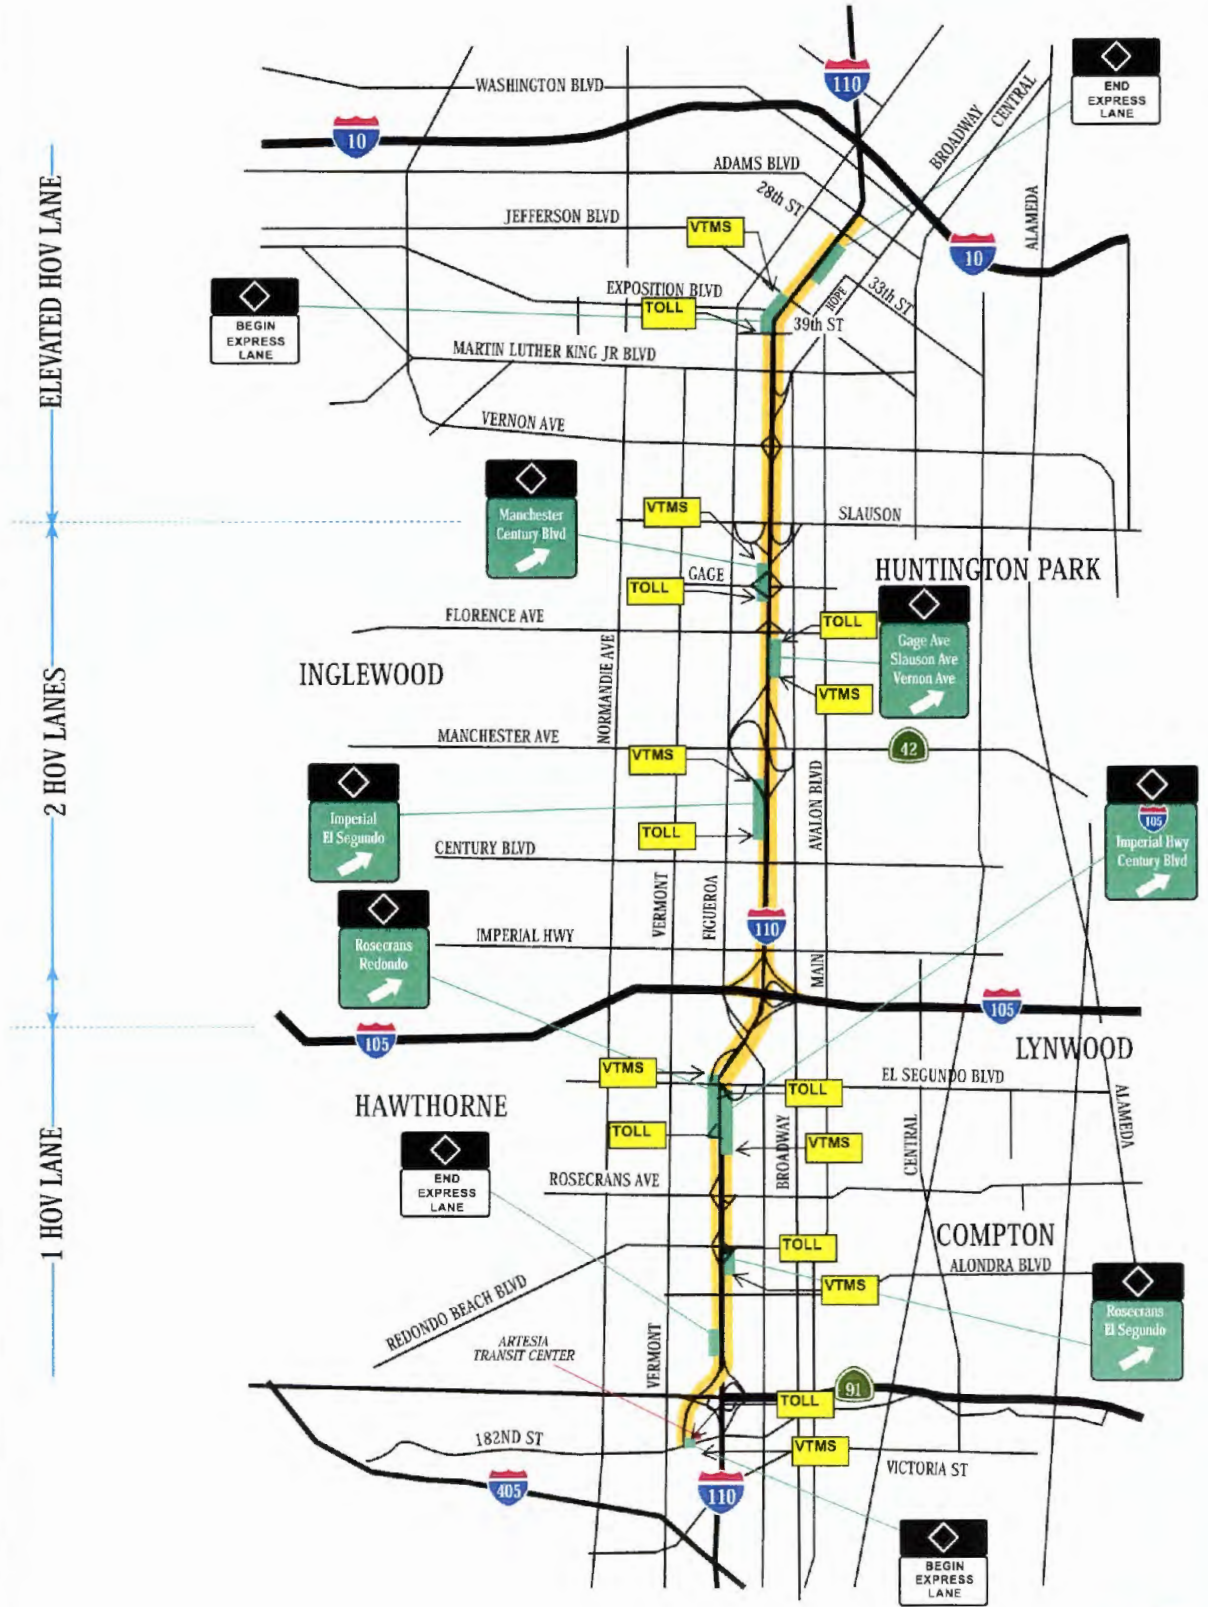 110
END
EXPRESS
LANE
WASHINGTON BLVD
10
BROADWAY
CENTRAL
ADAMS BLVD
28th ST
ALAMEDA
JEFFERSON BLVD
VTMS
10
ELEVATED HOV LANE
BEGIN
EXPRESS
LANE
EXPOSITION BLVD
TOLL
HOPE
33th ST
39th ST
MARTIN LUTHER KING JR BLVD
VERNON AVE
Manchester
Century Blvd
VTMS
SLAUSON
GAGE
TOLL
HUNTINGTON PARK
FLORENCE AVE
TOLL
Gage Ave
Slauson Ave
Vernon Ave
VTMS
INGLEWOOD
NORMANDIE AVE
2 HOV LANES
MANCHESTER AVE
VTMS
42
AVALON BLVD
Imperial
El Segundo
TOLL
105
Imperial Hwy
Century Blvd
CENTURY BLVD
VERMONT
FIGUEROA
110
IMPERIAL HWY
MAIN
Rosecrans
Redondo
105
105
LYNWOOD
VTMS
EL SEGUNDO BLVD
TOLL
HAWTHORNE
TOLL
VTMS
BROADWAY
CENTRAL
ALAMEDA
END
EXPRESS
LANE
ROSECRANS AVE
1 HOV LANE
COMPTON
TOLL
ALONDRA BLVD
VTMS
Rosecrans
El Segundo
REDONDO BEACH BLVD
ARTESIA
TRANSIT CENTER
VERMONT
91
TOLL
182ND ST
VTMS
VICTORIA ST
405
110
BEGIN
EXPRESS
LANE